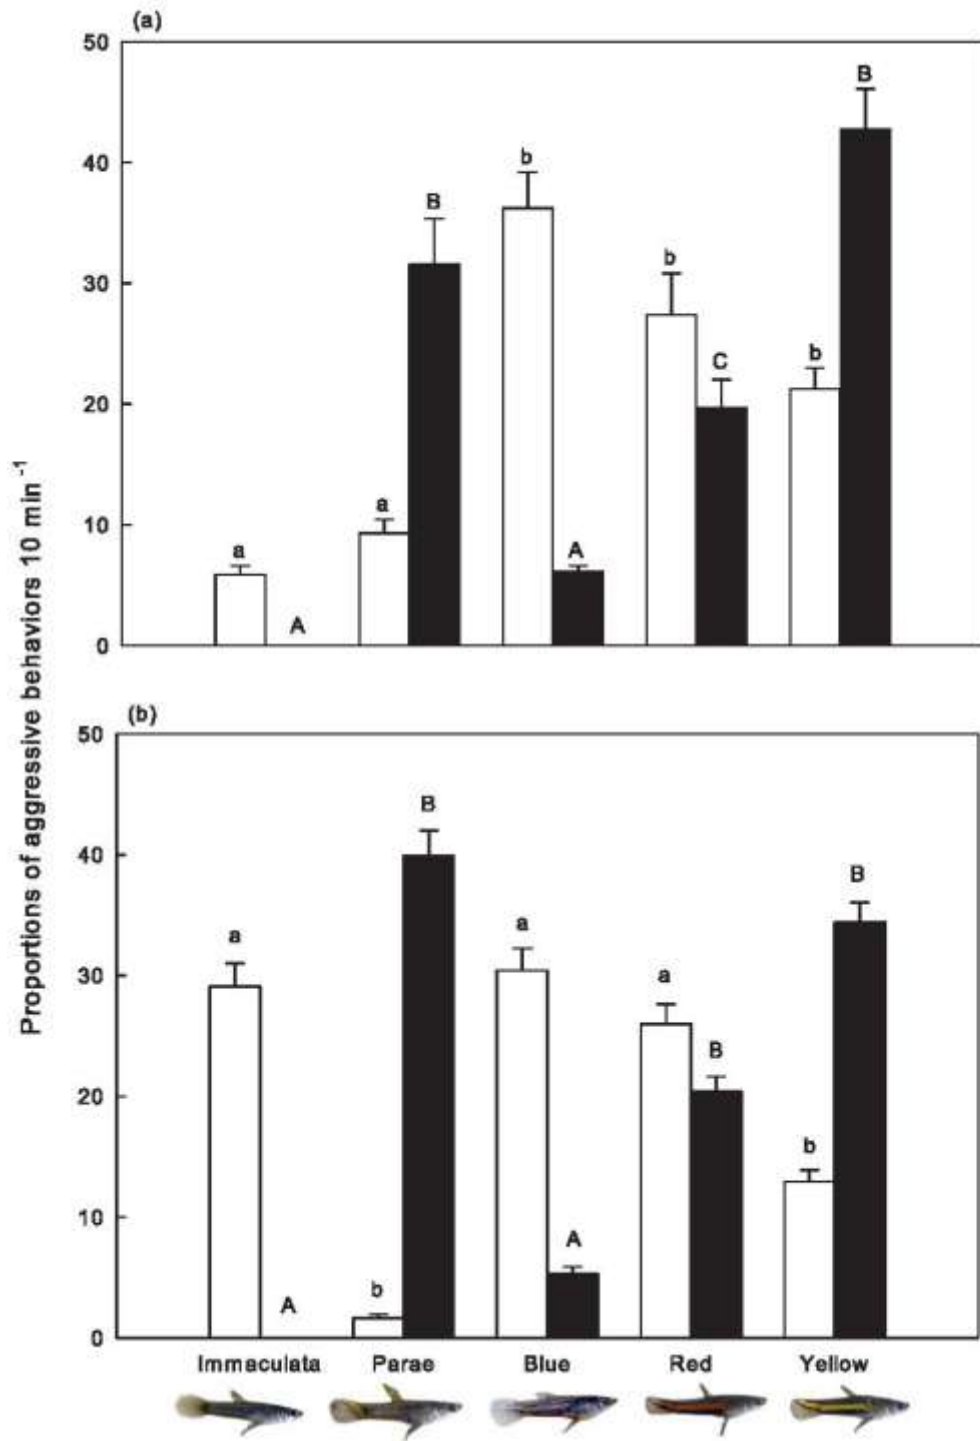 (a)
50
40
30
20
10
0
a
A
a
B
b
A
b
C
b
B
Proportions of aggressive behaviors 10 min⁻¹
(b)
50
40
30
20
10
0
a
A
b
B
a
A
a
B
b
B
Immaculata Parae Blue Red Yellow